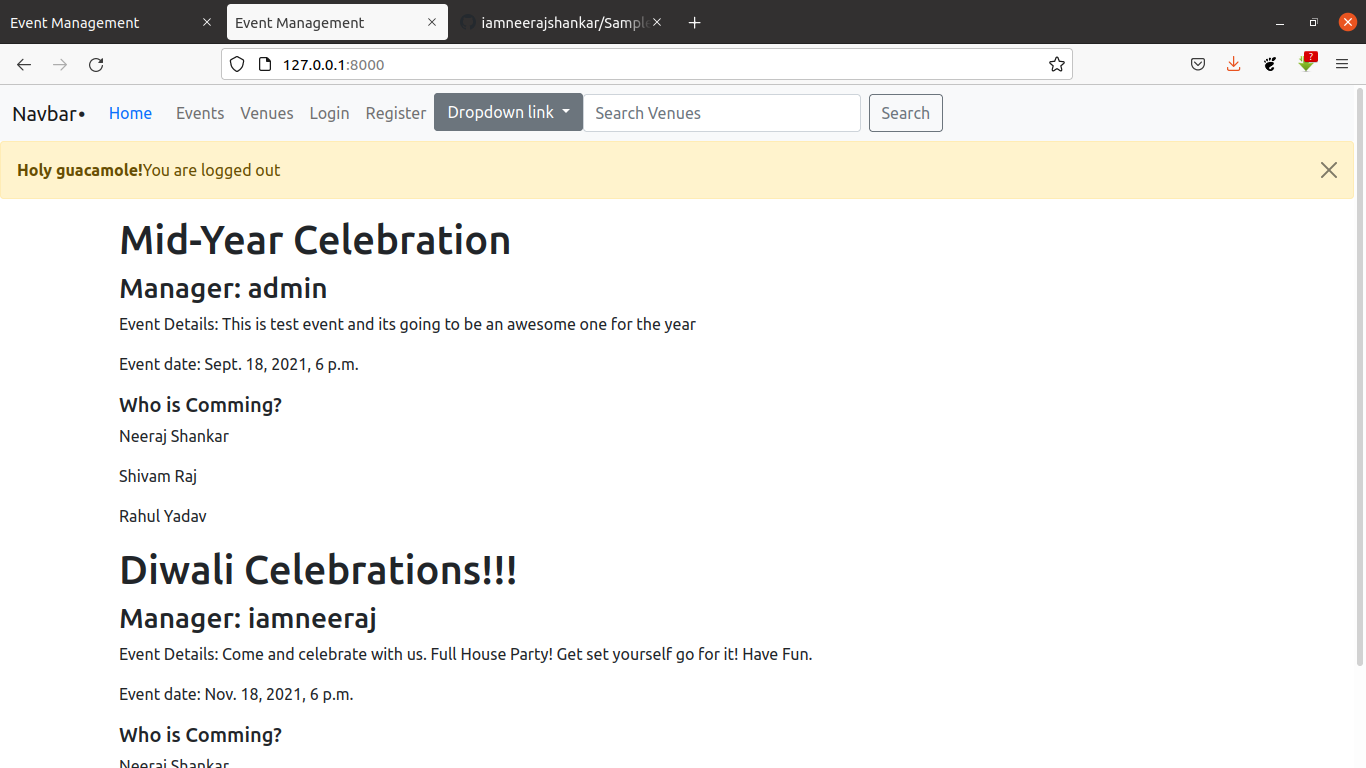 Event Management
Event Management
iamneerajshankar/Sampl
127.0.0.1:8000
?
Navbar• Home Events Venues Login Register Dropdown link Search Venues Search
Holy guacamole!You are logged out
Mid-Year Celebration
Manager: admin
Event Details: This is test event and its going to be an awesome one for the year
Event date: Sept. 18, 2021, 6 p.m.
Who is Comming?
Neeraj Shankar
Shivam Raj
Rahul Yadav
Diwali Celebrations!!!
Manager: iamneeraj
Event Details: Come and celebrate with us. Full House Party! Get set yourself go for it! Have Fun.
Event date: Nov. 18, 2021, 6 p.m.
Who is Comming?
Neeraj Shankar